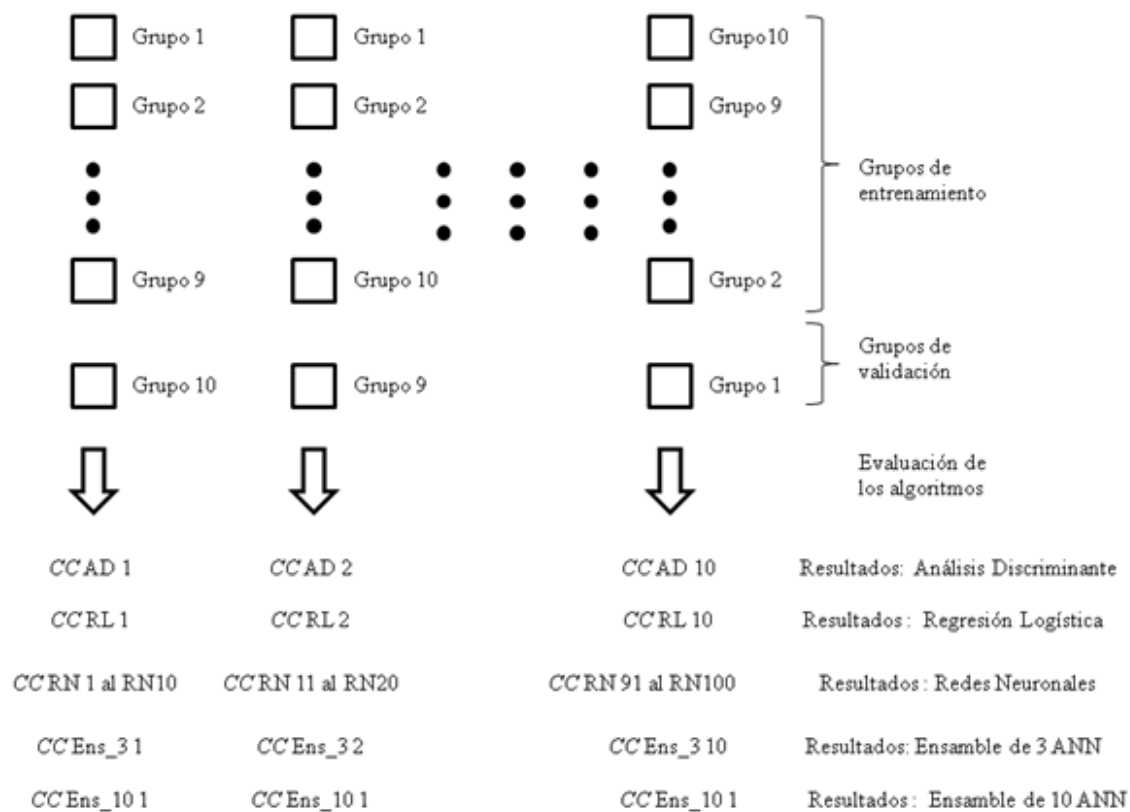 Grupo 1 Grupo 1 Grupo10
Grupo 2 Grupo 2 Grupo 9
Grupos de
entrenamiento
Grupo 9 Grupo 10 Grupo 2
Grupos de
validación
Grupo 10 Grupo 9 Grupo 1
Evaluación de
los algoritmos
CC AD 1 CC AD 2 CC AD 10 Resultados: Análisis Discriminante
CC RL 1 CC RL 2 CC RL 10 Resultados : Regresión Logística
CC RN 1 al RN10 CC RN 11 al RN20 CC RN 91 al RN100 Resultados : Redes Neuronales
CC Ens_3 1 CC Ens_3 2 CC Ens_3 10 Resultados: Ensamble de 3 ANN
CC Ens_10 1 CC Ens_10 1 CC Ens_10 1 Resultados : Ensamble de 10 ANN